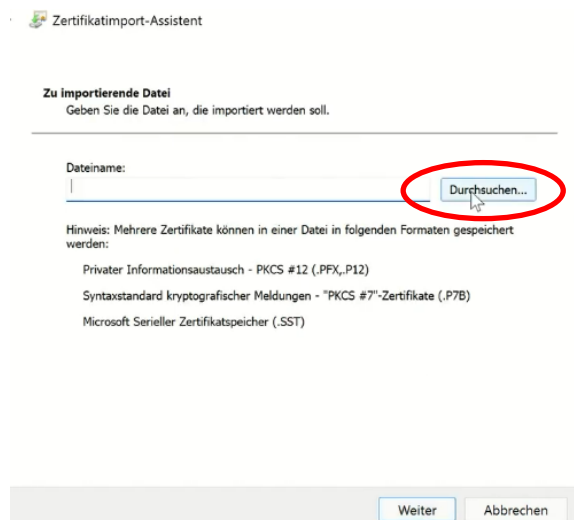 Zertifikatimport-Assistent
Zu importierende Datei
Geben Sie die Datei an, die importiert werden soll.
Dateiname:
Durchsuchen...
Hinweis: Mehrere Zertifikate können in einer Datei in folgenden Formaten gespeichert
werden:
Privater Informationsaustausch - PKCS #12 (.PFX,.P12)
Syntaxstandard kryptografischer Meldungen - "PKCS #7"-Zertifikate (.P7B)
Microsoft Serieller Zertifikatspeicher (.SST)
Weiter
Abbrechen